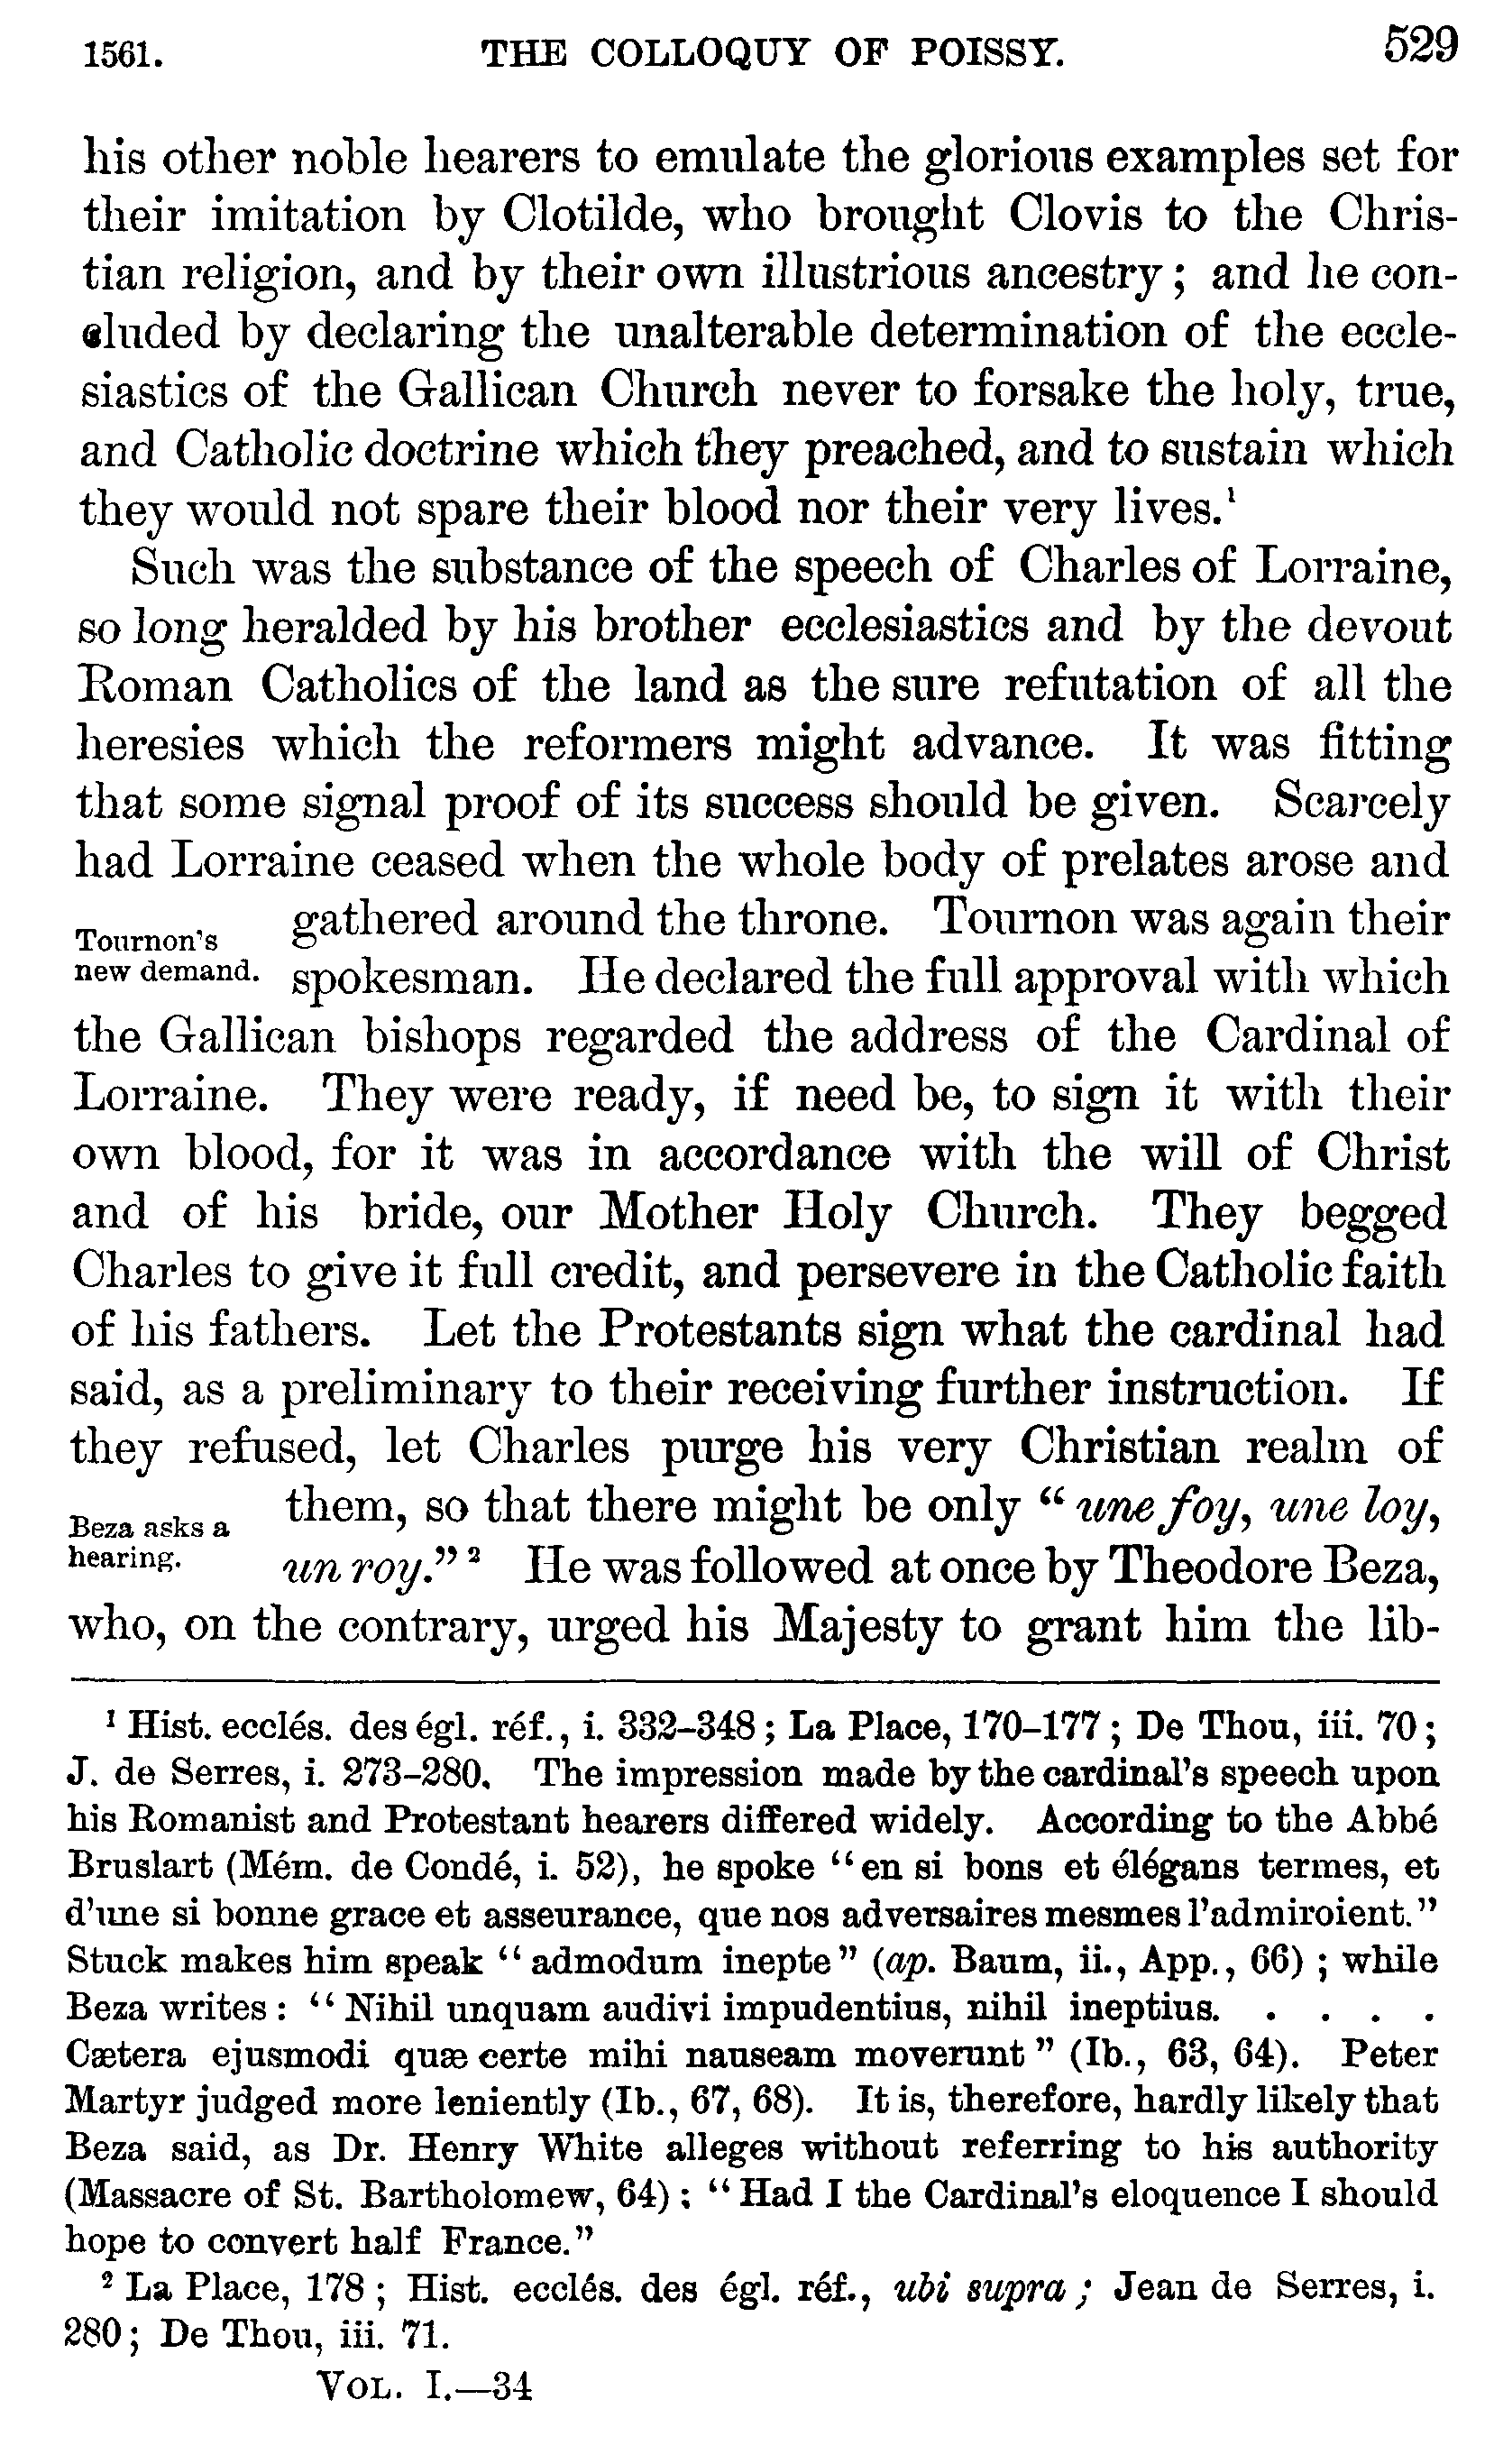 1561. THE COLLOQUY OF POISSY. 529
his other noble hearers to emulate the glorious examples set for
their imitation by Clotilde, who brought Clovis to the Chris-
tian religion, and by their own illustrious ancestry; and he con-
cluded by declaring the unalterable determination of the eccle-
siastics of the Gallican Church never to forsake the holy, true,
and Catholic doctrine which they preached, and to sustain which
they would not spare their blood nor their very lives.¹
Such was the substance of the speech of Charles of Lorraine,
so long heralded by his brother ecclesiastics and by the devout
Roman Catholics of the land as the sure refutation of all the
heresies which the reformers might advance. It was fitting
that some signal proof of its success should be given. Scarcely
had Lorraine ceased when the whole body of prelates arose and
Tournon's
new demand.
gathered around the throne. Tournon was again their
spokesman. He declared the full approval with which
the Gallican bishops regarded the address of the Cardinal of
Lorraine. They were ready, if need be, to sign it with their
own blood, for it was in accordance with the will of Christ
and of his bride, our Mother Holy Church. They begged
Charles to give it full credit, and persevere in the Catholic faith
of his fathers. Let the Protestants sign what the cardinal had
said, as a preliminary to their receiving further instruction. If
they refused, let Charles purge his very Christian realm of
Beza asks a
hearing.
them, so that there might be only "une foy, une loy,
un roy." ² He was followed at once by Theodore Beza,
who, on the contrary, urged his Majesty to grant him the lib-
¹ Hist. ecclés. des égl. réf., i. 332-348; La Place, 170-177; De Thou, iii. 70;
J. de Serres, i. 273-280. The impression made by the cardinal's speech upon
his Romanist and Protestant hearers differed widely. According to the Abbé
Bruslart (Mém. de Condé, i. 52), he spoke "en si bons et élégans termes, et
d'une si bonne grace et asseurance, que nos adversaires mesmes l'admiroient."
Stuck makes him speak "admodum inepte" (ap. Baum, ii., App., 66); while
Beza writes: "Nihil unquam audivi impudentius, nihil ineptius. . . . .
Cætera ejusmodi quæ certe mihi nauseam moverunt" (Ib., 63, 64). Peter
Martyr judged more leniently (Ib., 67, 68). It is, therefore, hardly likely that
Beza said, as Dr. Henry White alleges without referring to his authority
(Massacre of St. Bartholomew, 64): "Had I the Cardinal's eloquence I should
hope to convert half France."
² La Place, 178; Hist. ecclés. des égl. réf., ubi supra; Jean de Serres, i.
280; De Thou, iii. 71.
VOL. I.—34